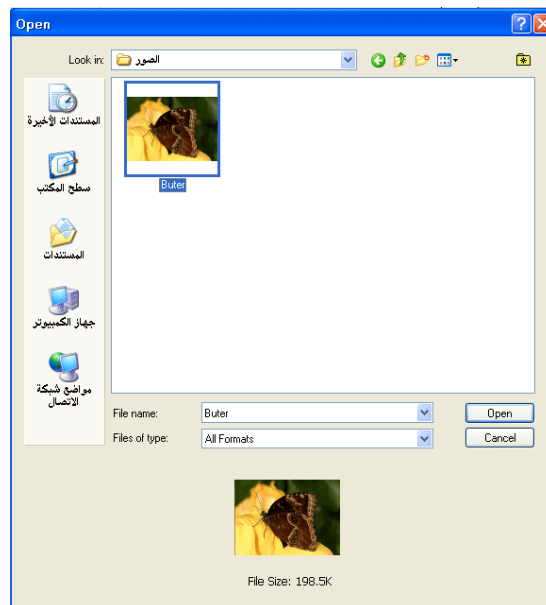 Open
Look in:
الصور
المستندات الأخيرة
سطح المكتب
المستندات
جهاز الكمبيوتر
مواضع شبكة
الاتصال
Buter
File name:
Buter
Open
Files of type:
All Formats
Cancel
File Size: 198.5K